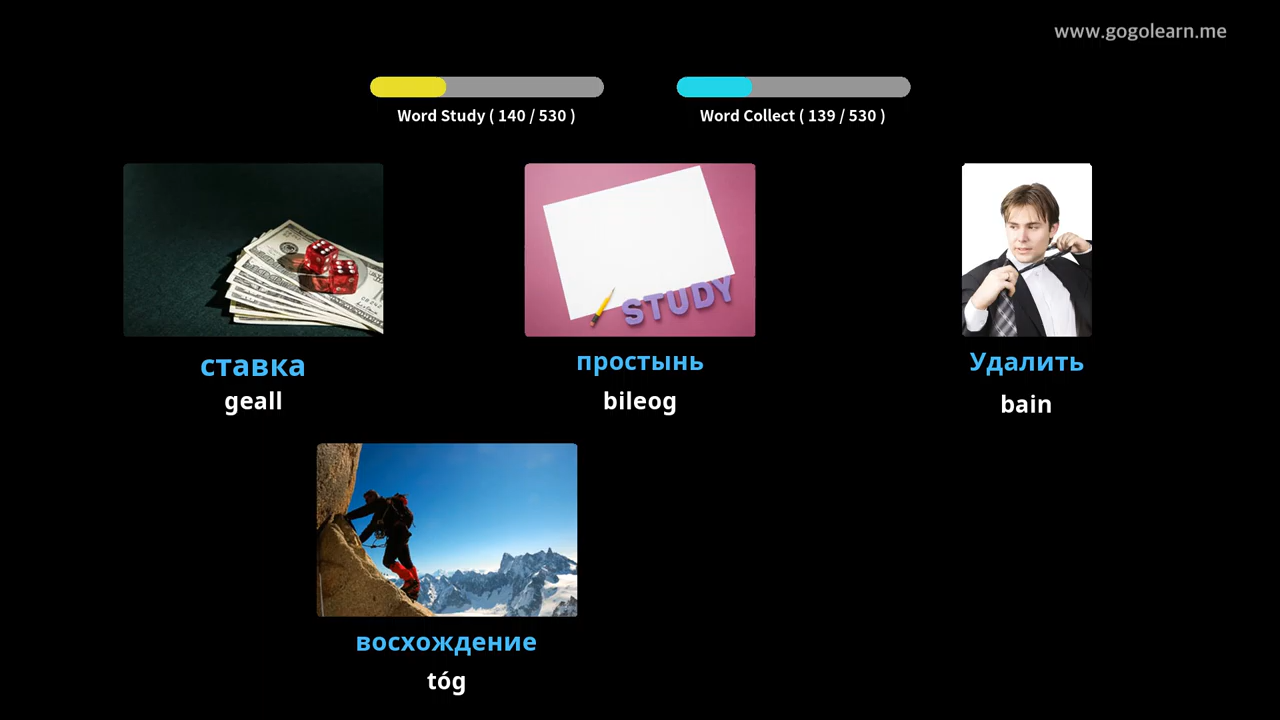 www.gogolearn.me
Word Study ( 140 / 530 )
Word Collect ( 139 / 530 )
STUDY
ставка
geall
простынь
bileog
Удалить
bain
восхождение
tóg